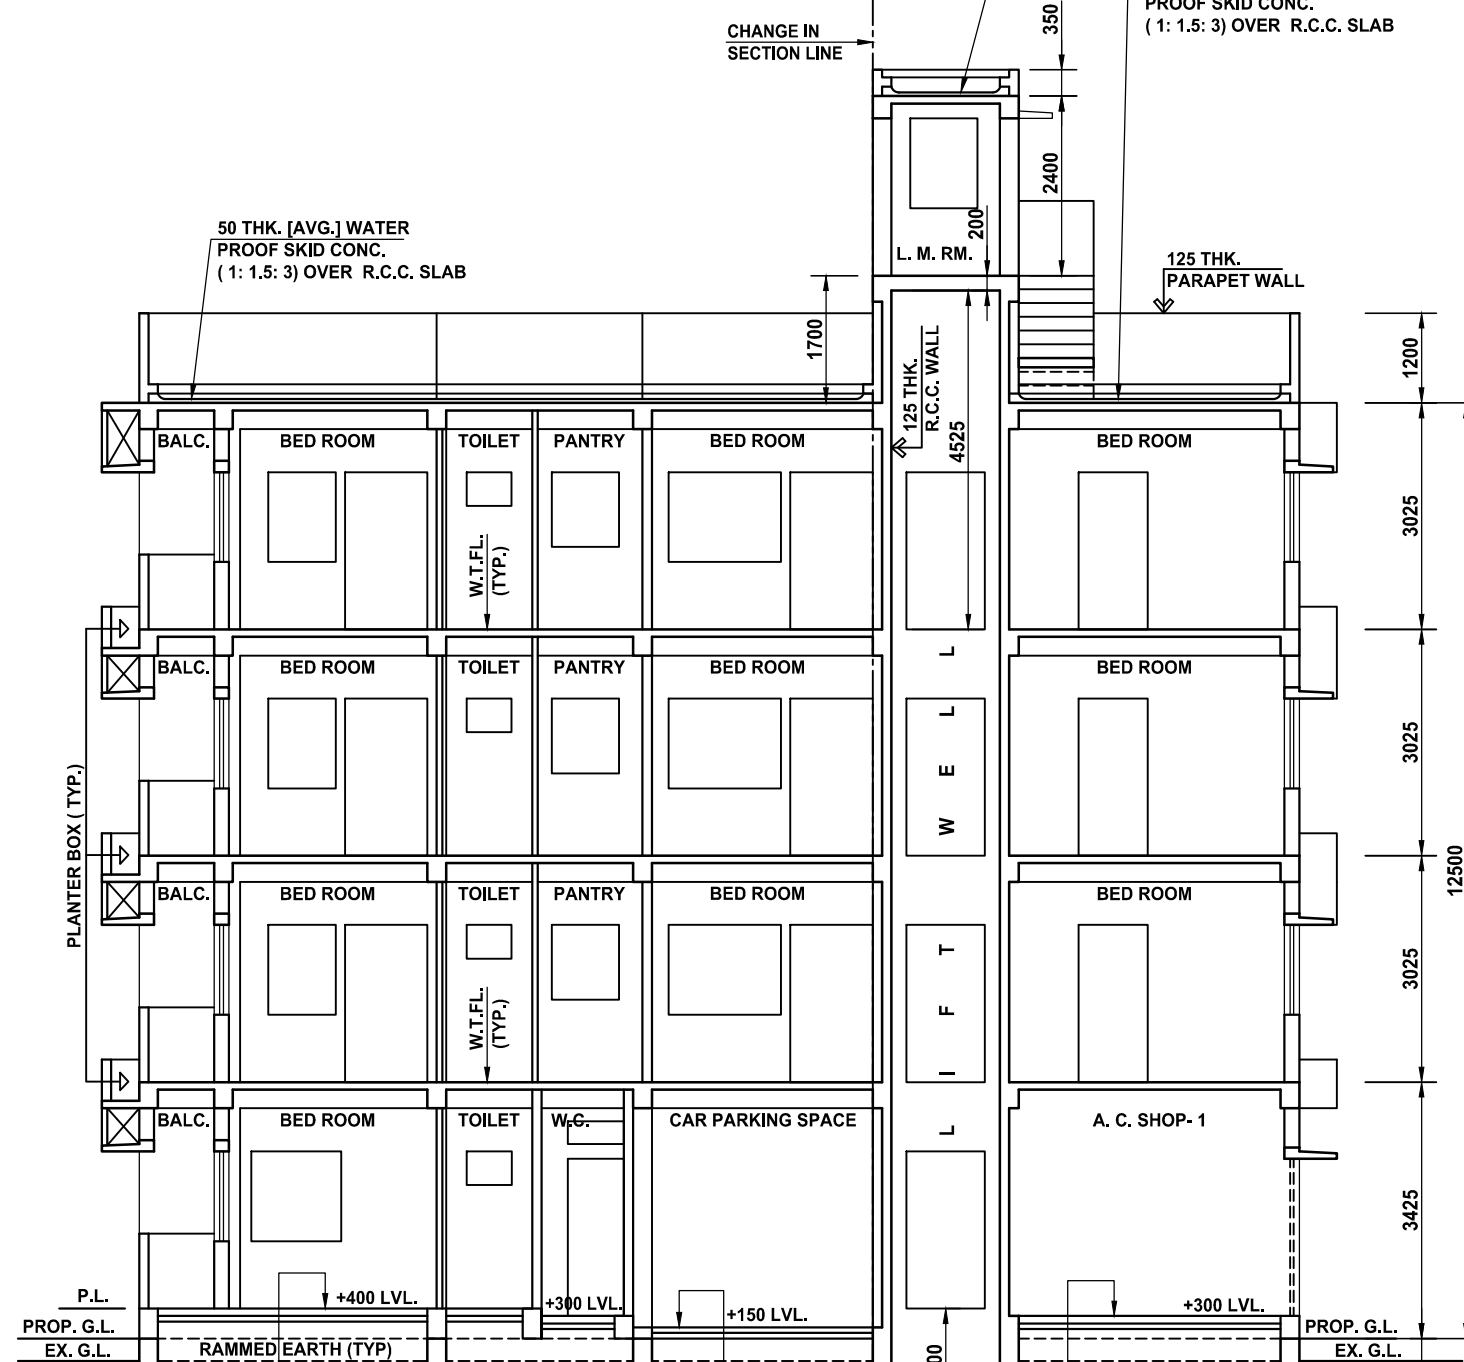 PROOF SKID CONC.
( 1: 1.5: 3) OVER R.C.C. SLAB
CHANGE IN
SECTION LINE
350
2400
200
L. M. RM.
50 THK. [AVG.] WATER
PROOF SKID CONC.
( 1: 1.5: 3) OVER R.C.C. SLAB
125 THK.
PARAPET WALL
1700
125 THK.
R.C.C. WALL
4525
1200
BALC.
BED ROOM
TOILET
PANTRY
BED ROOM
BED ROOM
W.T.FL.
(TYP.)
3025
BALC.
BED ROOM
TOILET
PANTRY
BED ROOM
BED ROOM
3025
PLANTER BOX ( TYP.)
LIFT WELL
12500
BALC.
BED ROOM
TOILET
PANTRY
BED ROOM
BED ROOM
W.T.FL.
(TYP.)
3025
BALC.
BED ROOM
TOILET
W.C.
CAR PARKING SPACE
A. C. SHOP- 1
3425
P.L.
+400 LVL.
+300 LVL.
+150 LVL.
+300 LVL.
PROP. G.L.
PROP. G.L.
EX. G.L.
RAMMED EARTH (TYP)
EX. G.L.